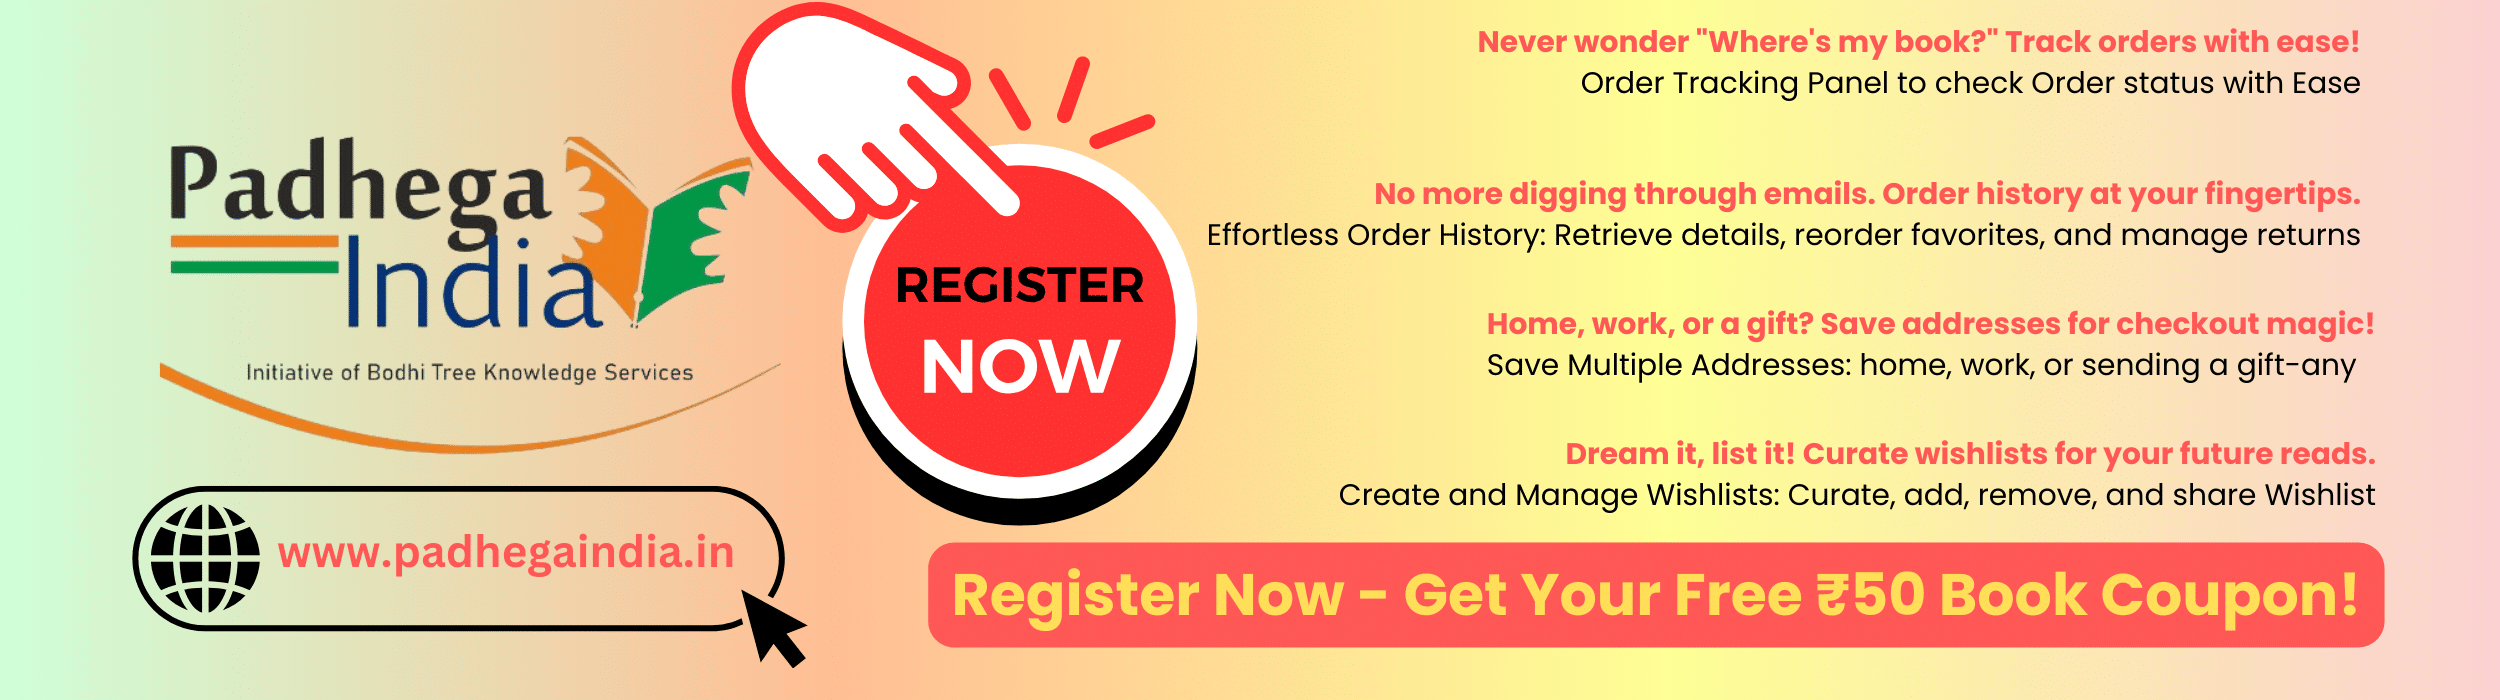 Padhega
India
Initiative of Bodhi Tree Knowledge Services
www.padhegaindia.in
REGISTER
NOW
Never wonder "Where's my book?" Track orders with ease!
Order Tracking Panel to check Order status with Ease
No more digging through emails. Order history at your fingertips.
Effortless Order History: Retrieve details, reorder favorites, and manage returns
Home, work, or a gift? Save addresses for checkout magic!
Save Multiple Addresses: home, work, or sending a gift-any
Dream it, list it! Curate wishlists for your future reads.
Create and Manage Wishlists: Curate, add, remove, and share Wishlist
Register Now - Get Your Free ₹50 Book Coupon!